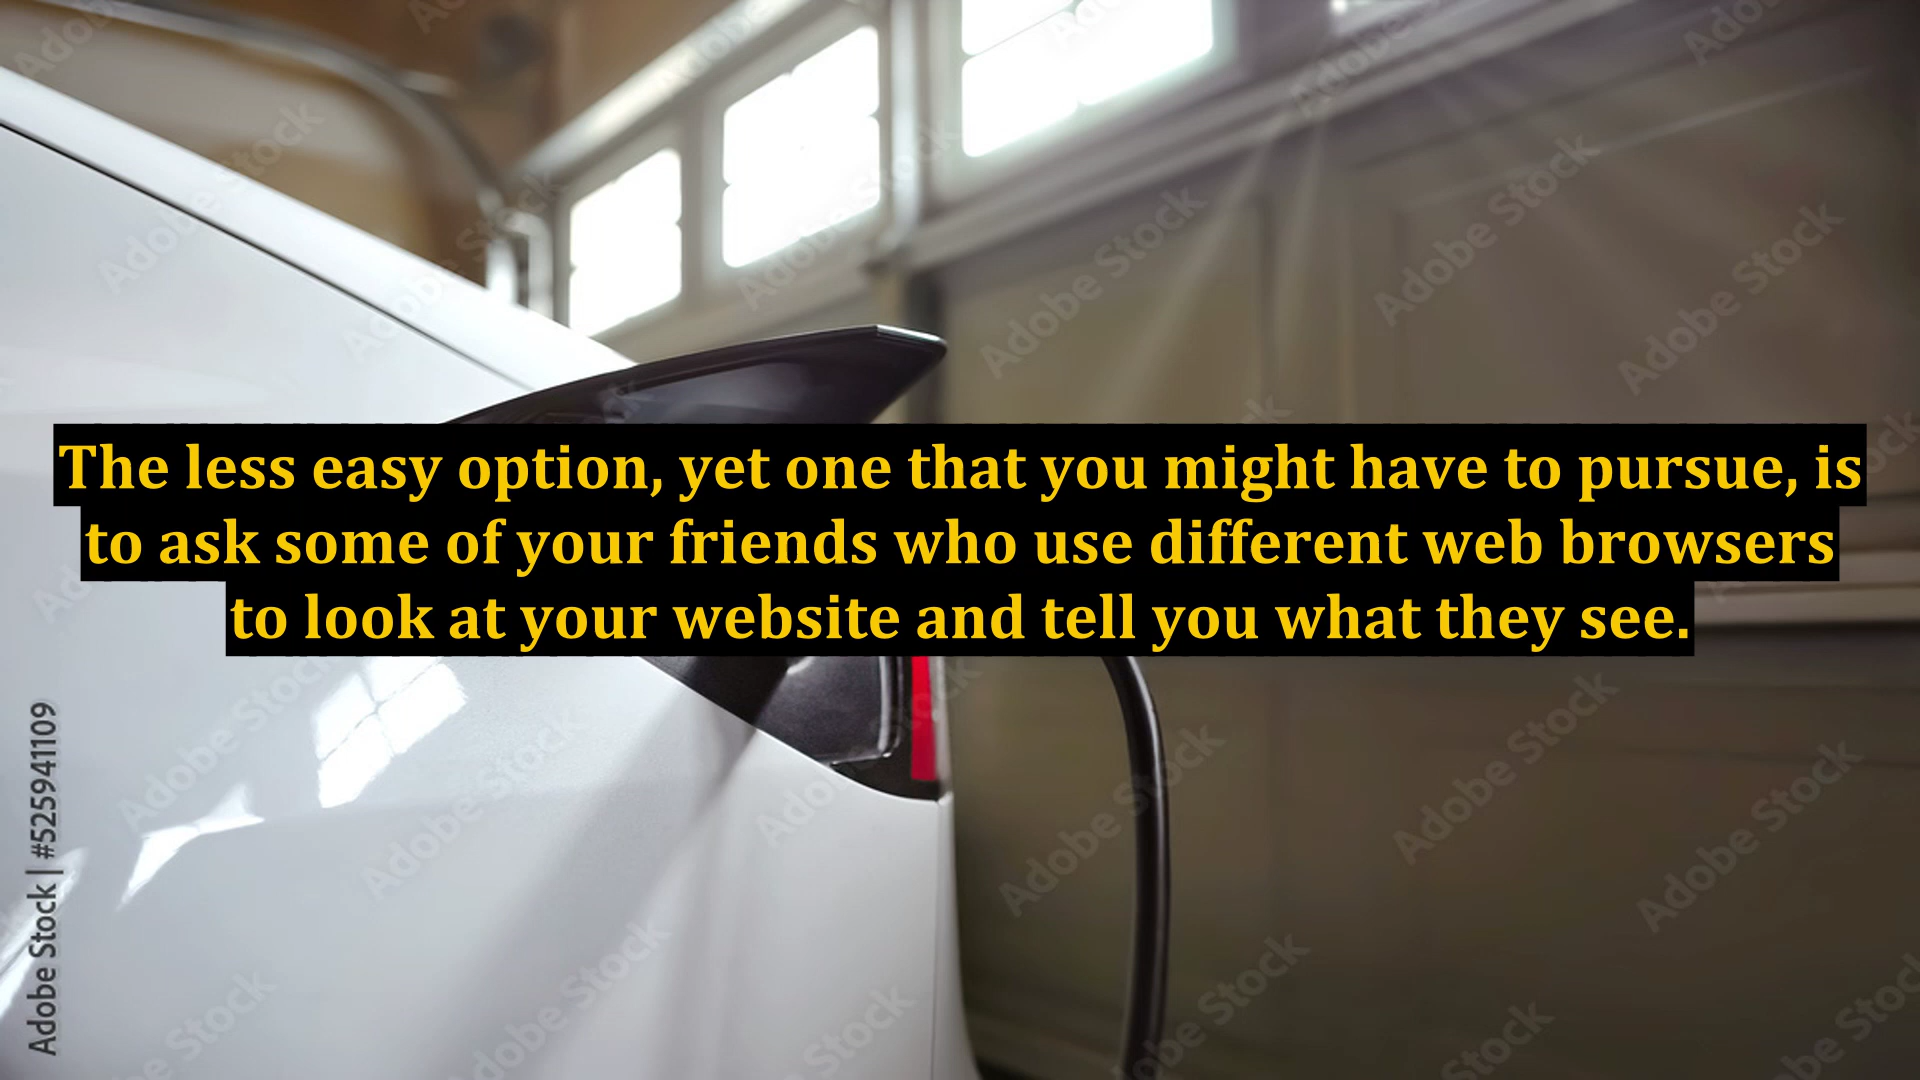 The less easy option, yet one that you might have to pursue, is
to ask some of your friends who use different web browsers
to look at your website and tell you what they see.
Adobe Stock | #525941109